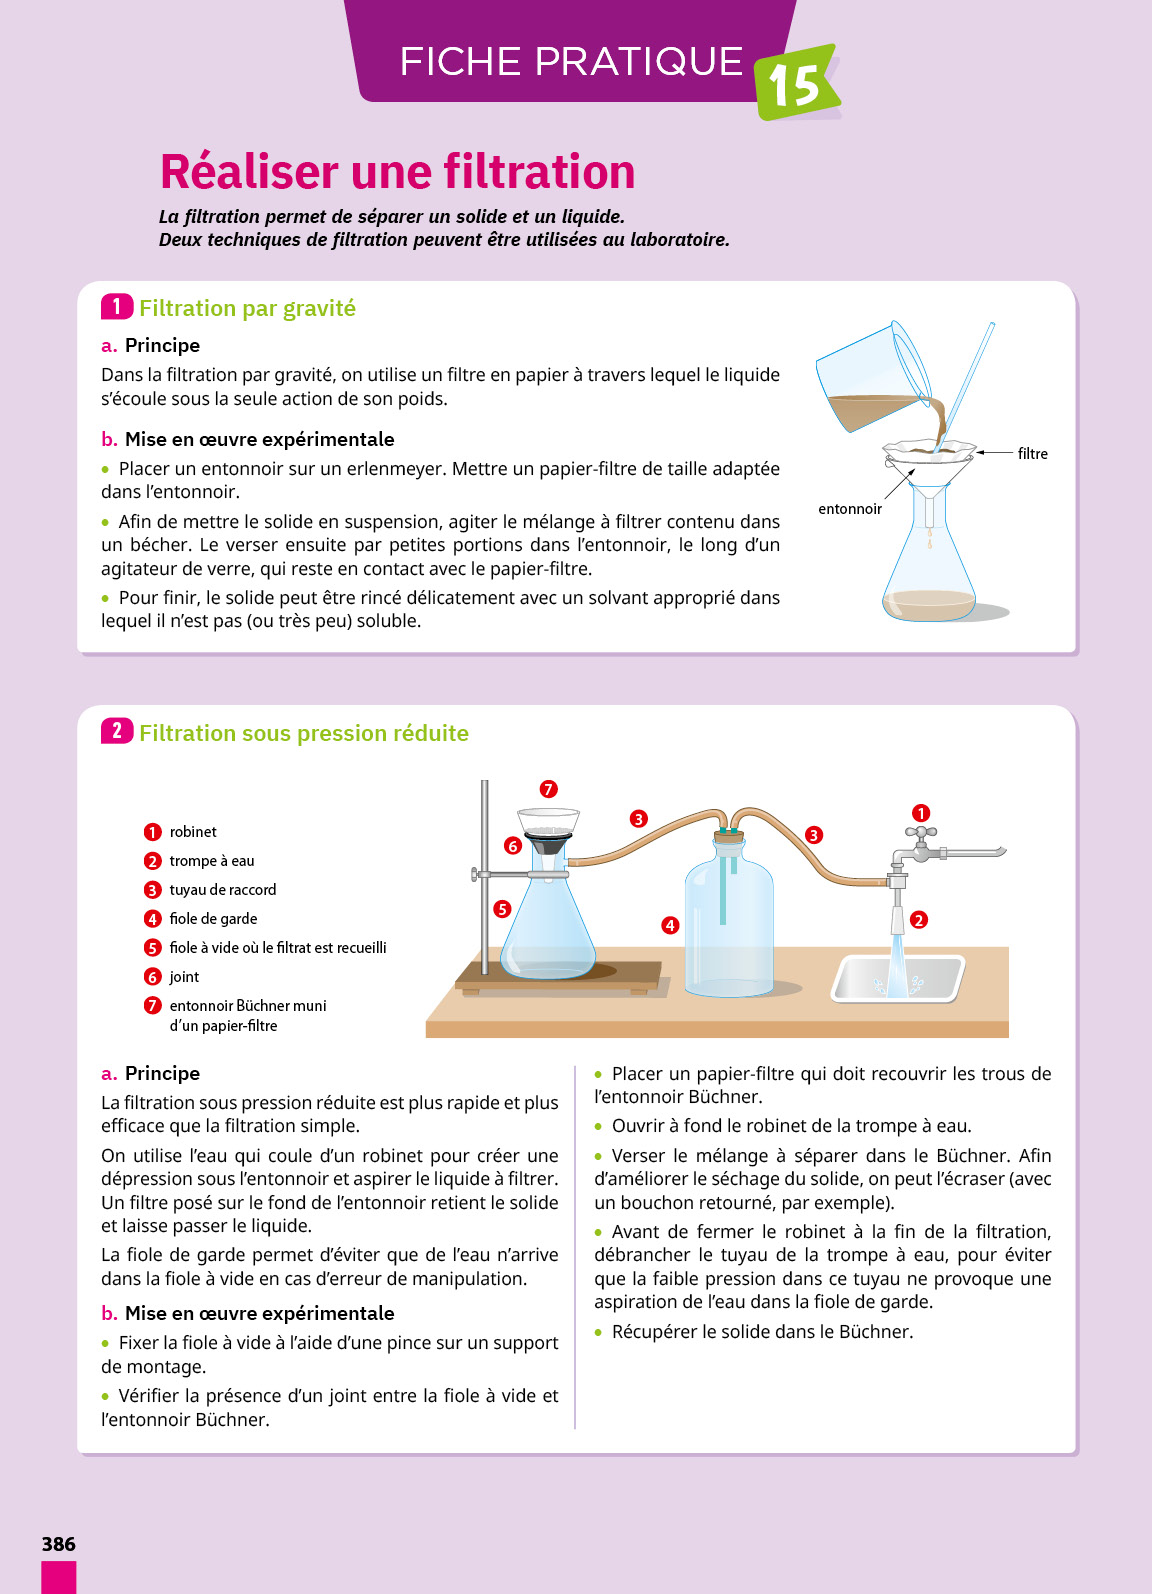 FICHE PRATIQUE
15
Réaliser une filtration
La filtration permet de séparer un solide et un liquide.
Deux techniques de filtration peuvent être utilisées au laboratoire.
1 Filtration par gravité
a. Principe
Dans la filtration par gravité, on utilise un filtre en papier à travers lequel le liquide
s’écoule sous la seule action de son poids.
b. Mise en œuvre expérimentale
• Placer un entonnoir sur un erlenmeyer. Mettre un papier-filtre de taille adaptée
dans l’entonnoir.
• Afin de mettre le solide en suspension, agiter le mélange à filtrer contenu dans
un bécher. Le verser ensuite par petites portions dans l’entonnoir, le long d’un
agitateur de verre, qui reste en contact avec le papier-filtre.
• Pour finir, le solide peut être rincé délicatement avec un solvant approprié dans
lequel il n’est pas (ou très peu) soluble.
filtre
entonnoir
2 Filtration sous pression réduite
1 robinet
2 trompe à eau
3 tuyau de raccord
4 fiole de garde
5 fiole à vide où le filtrat est recueilli
6 joint
7 entonnoir Büchner muni
d’un papier-filtre
7
3
1
3
6
5
4
2
a. Principe
La filtration sous pression réduite est plus rapide et plus
efficace que la filtration simple.
On utilise l’eau qui coule d’un robinet pour créer une
dépression sous l’entonnoir et aspirer le liquide à filtrer.
Un filtre posé sur le fond de l’entonnoir retient le solide
et laisse passer le liquide.
La fiole de garde permet d’éviter que de l’eau n’arrive
dans la fiole à vide en cas d’erreur de manipulation.
b. Mise en œuvre expérimentale
• Fixer la fiole à vide à l’aide d’une pince sur un support
de montage.
• Vérifier la présence d’un joint entre la fiole à vide et
l’entonnoir Büchner.
• Placer un papier-filtre qui doit recouvrir les trous de
l’entonnoir Büchner.
• Ouvrir à fond le robinet de la trompe à eau.
• Verser le mélange à séparer dans le Büchner. Afin
d’améliorer le séchage du solide, on peut l’écraser (avec
un bouchon retourné, par exemple).
• Avant de fermer le robinet à la fin de la filtration,
débrancher le tuyau de la trompe à eau, pour éviter
que la faible pression dans ce tuyau ne provoque une
aspiration de l’eau dans la fiole de garde.
• Récupérer le solide dans le Büchner.
386